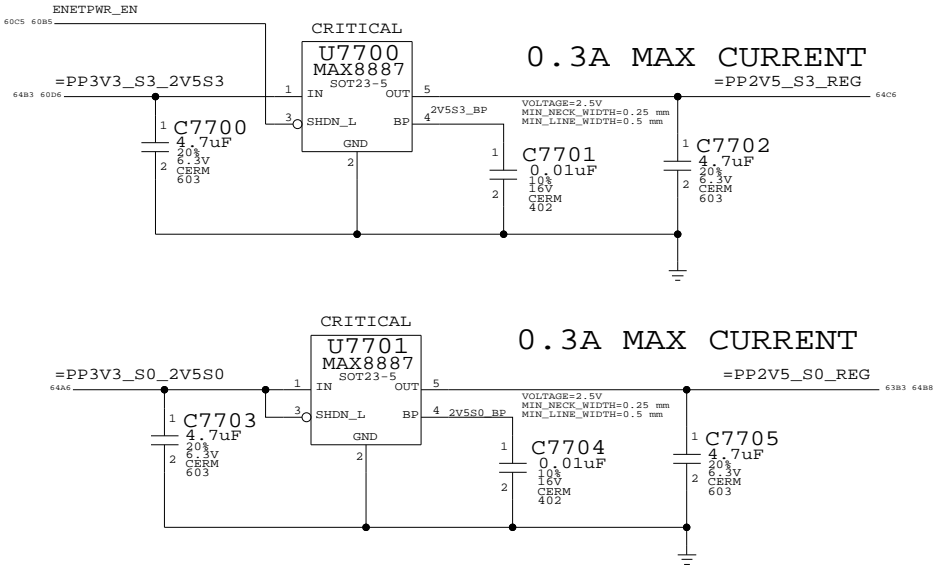 ENETPWR_EN
60C5 60B5
CRITICAL
U7700
MAX8887
SOT23-5
0.3A MAX CURRENT
=PP3V3_S3_2V5S3
=PP2V5_S3_REG
64B3 60D6
1 IN OUT 5
64C6
VOLTAGE=2.5V
MIN_NECK_WIDTH=0.25 mm
MIN_LINE_WIDTH=0.5 mm
2V5S3_BP
3 SHDN_L BP 4
GND
2
1
C7700
4.7uF
20%
6.3V
CERM
603
2
1
C7701
0.01uF
10%
16V
CERM
402
2
1
C7702
4.7uF
20%
6.3V
CERM
603
2
CRITICAL
U7701
MAX8887
SOT23-5
0.3A MAX CURRENT
=PP3V3_S0_2V5S0
=PP2V5_S0_REG
64A6
1 IN OUT 5
63B3 64B8
VOLTAGE=2.5V
MIN_NECK_WIDTH=0.25 mm
MIN_LINE_WIDTH=0.5 mm
3 SHDN_L BP 4 2V5S0_BP
GND
2
1
C7703
4.7uF
20%
6.3V
CERM
603
2
1
C7704
0.01uF
10%
16V
CERM
402
2
1
C7705
4.7uF
20%
6.3V
CERM
603
2